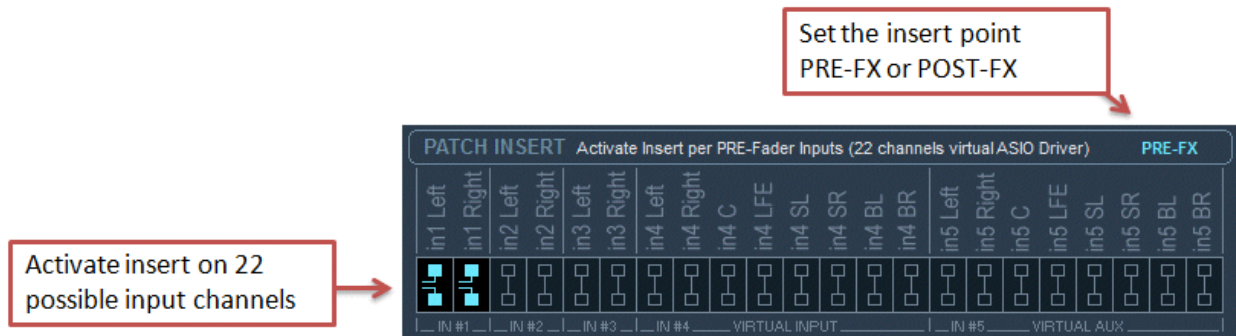 Set the insert point
PRE-FX or POST-FX
PATCH INSERT Activate Insert per PRE-Fader Inputs (22 channels virtual ASIO Driver) PRE-FX
in1 Left
in1 Right
in2 Left
in2 Right
in3 Left
in3 Right
in4 Left
in4 Right
in4 C
in4 LFE
in4 SL
in4 SR
in4 BL
in4 BR
in5 Left
in5 Right
in5 C
in5 LFE
in5 SL
in5 SR
in5 BL
in5 BR
Activate insert on 22
possible input channels
IN #1 IN #2 IN #3 IN #4 VIRTUAL INPUT IN #5 VIRTUAL AUX